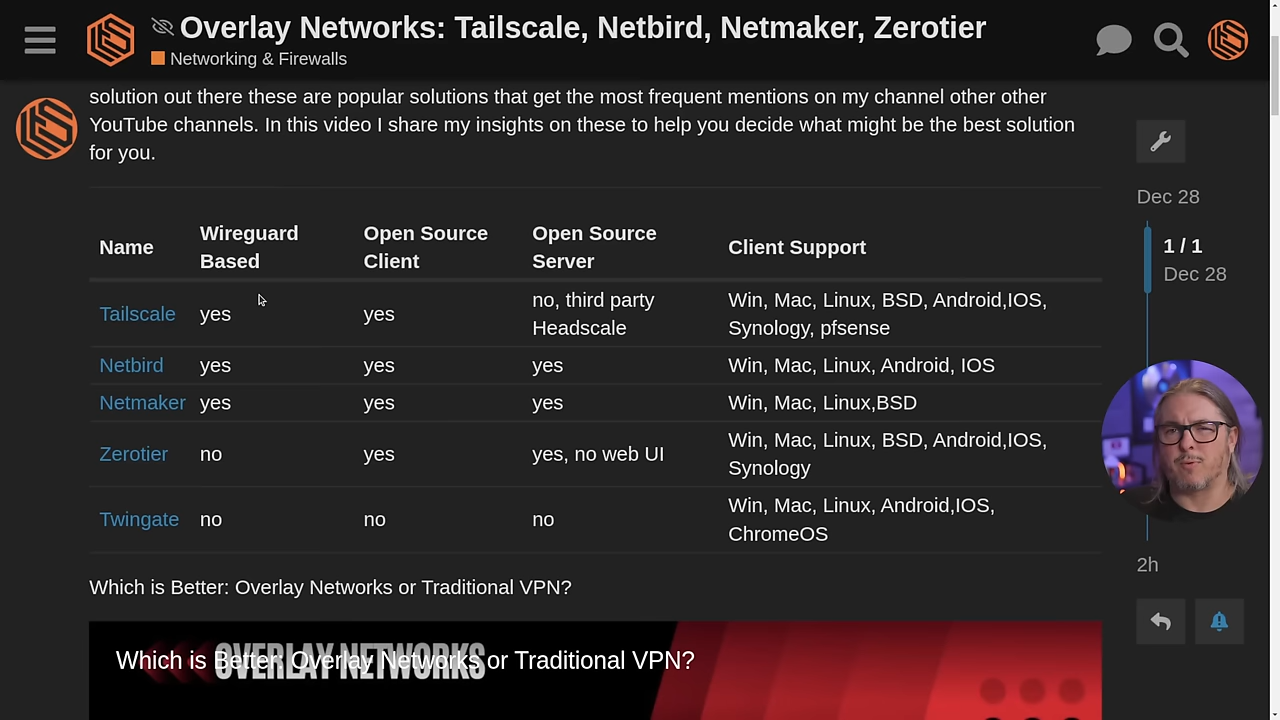 Overlay Networks: Tailscale, Netbird, Netmaker, Zerotier
Networking & Firewalls
solution out there these are popular solutions that get the most frequent mentions on my channel other other
YouTube channels. In this video I share my insights on these to help you decide what might be the best solution
for you.
Name Wireguard Based Open Source Client Open Source Server Client Support
Tailscale yes yes no, third party Headscale Win, Mac, Linux, BSD, Android,IOS, Synology, pfsense
Netbird yes yes yes Win, Mac, Linux, Android, IOS
Netmaker yes yes yes Win, Mac, Linux,BSD
Zerotier no yes yes, no web UI Win, Mac, Linux, BSD, Android,IOS, Synology
Twingate no no no Win, Mac, Linux, Android,IOS, ChromeOS
Which is Better: Overlay Networks or Traditional VPN?
OVERLAY NETWORKS
Which is Better: Overlay Networks or Traditional VPN?
Dec 28
1 / 1
Dec 28
2h